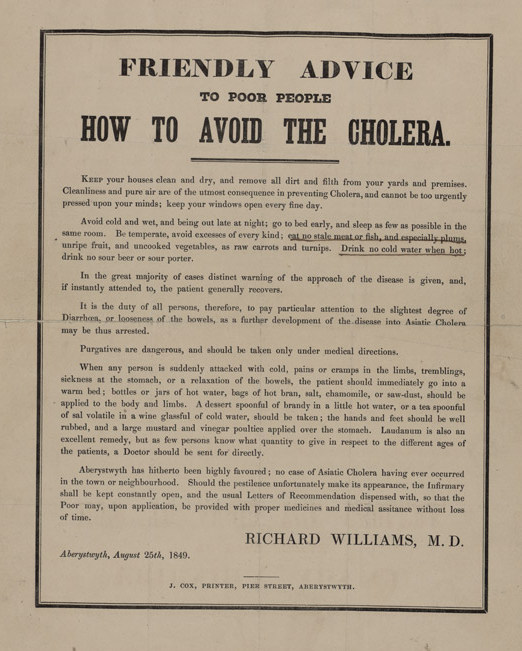 FRIENDLY ADVICE
TO POOR PEOPLE
HOW TO AVOID THE CHOLERA.
KEEP your houses clean and dry, and remove all dirt and filth from your yards and premises.
Cleanliness and pure air are of the utmost consequence in preventing Cholera, and cannot be too urgently
pressed upon your minds; keep your windows open every fine day.
Avoid cold and wet, and being out late at night; go to bed early, and sleep as few as possible in the
same room. Be temperate, avoid excesses of every kind; eat no stale meat or fish, and especially plums,
unripe fruit, and uncooked vegetables, as raw carrots and turnips. Drink no cold water when hot;
drink no sour beer or sour porter.
In the great majority of cases distinct warning of the approach of the disease is given, and,
if instantly attended to, the patient generally recovers.
It is the duty of all persons, therefore, to pay particular attention to the slightest degree of
Diarrhœa, or looseness of the bowels, as a further development of the disease into Asiatic Cholera
may be thus arrested.
Purgatives are dangerous, and should be taken only under medical directions.
When any person is suddenly attacked with cold, pains or cramps in the limbs, tremblings,
sickness at the stomach, or a relaxation of the bowels, the patient should immediately go into a
warm bed; bottles or jars of hot water, bags of hot bran, salt, chamomile, or saw-dust, should be
applied to the body and limbs. A dessert spoonful of brandy in a little hot water, or a tea spoonful
of sal volatile in a wine glassful of cold water, should be taken; the hands and feet should be well
rubbed, and a large mustard and vinegar poultice applied over the stomach. Laudanum is also an
excellent remedy, but as few persons know what quantity to give in respect to the different ages of
the patients, a Doctor should be sent for directly.
Aberystwyth has hitherto been highly favoured; no case of Asiatic Cholera having ever occurred
in the town or neighbourhood. Should the pestilence unfortunately make its appearance, the Infirmary
shall be kept constantly open, and the usual Letters of Recommendation dispensed with, so that the
Poor may, upon application, be provided with proper medicines and medical assitance without loss
of time.
RICHARD WILLIAMS, M. D.
Aberystwyth, August 25th, 1849.
J. COX, PRINTER, PIER STREET, ABERYSTWYTH.